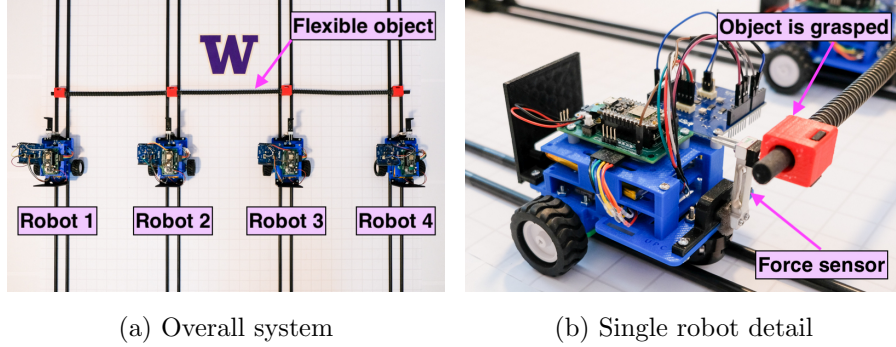 W
Flexible object
Robot 1
Robot 2
Robot 3
Robot 4
Object is grasped
Force sensor
(a) Overall system
(b) Single robot detail